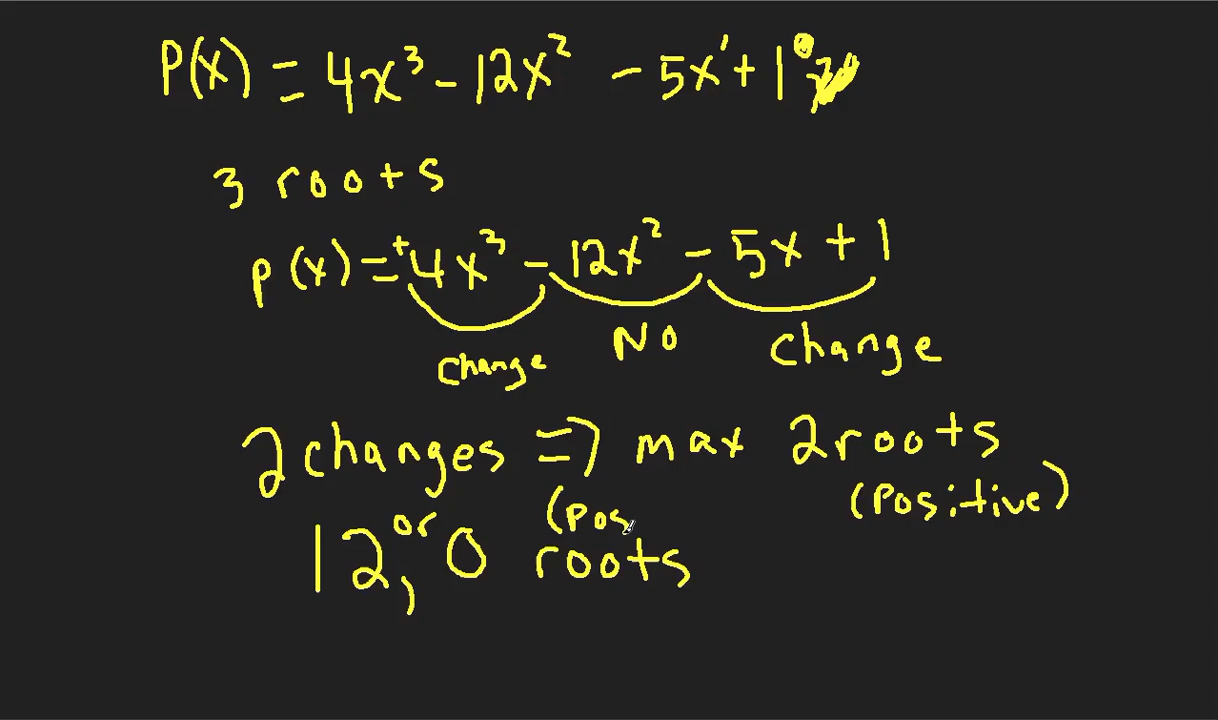 P(x) = 4x³ - 12x² - 5x¹ + 1⁰
3 roots
p(x) = +4x³ - 12x² - 5x + 1
change NO change
2 changes => max 2 roots
(pos (positive)
12, or 0 roots